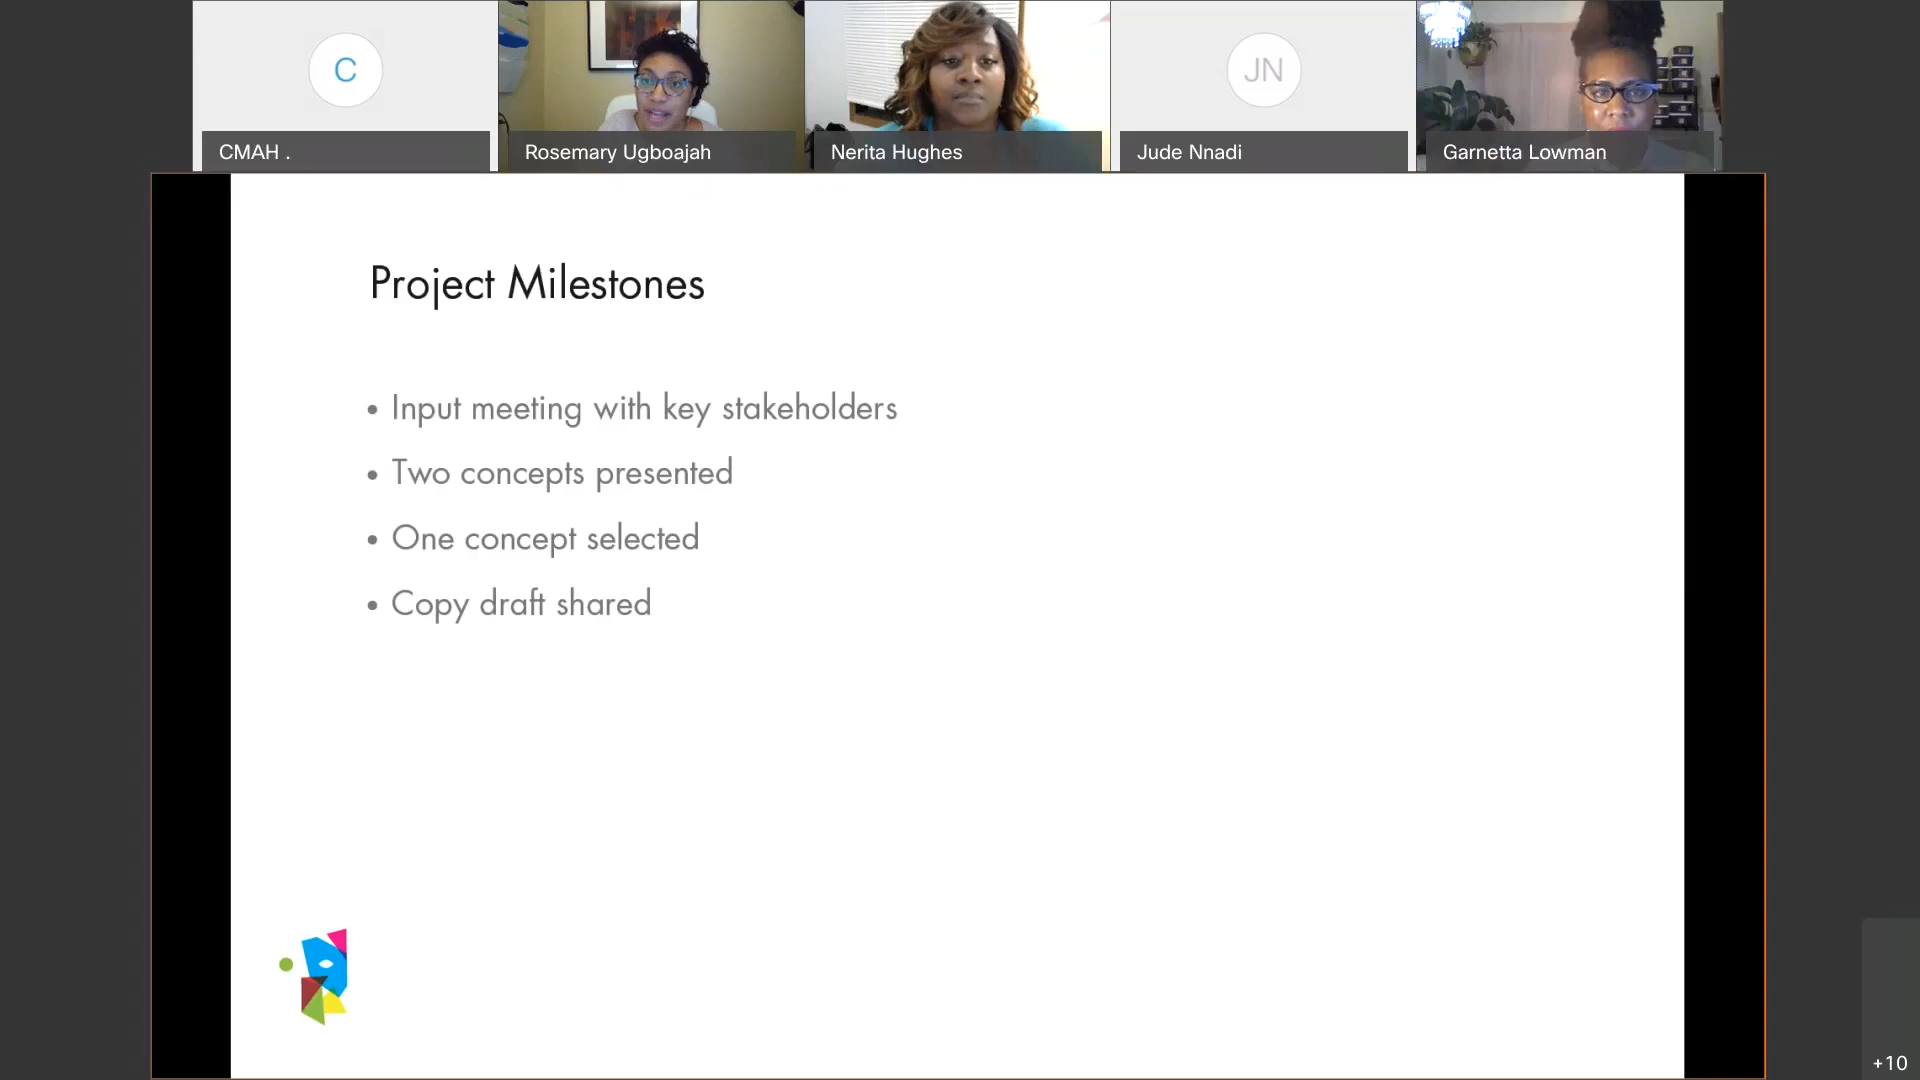 C
JN
CMAH .
Rosemary Ugboajah
Nerita Hughes
Jude Nnadi
Garnetta Lowman
Project Milestones
• Input meeting with key stakeholders
• Two concepts presented
• One concept selected
• Copy draft shared
+10